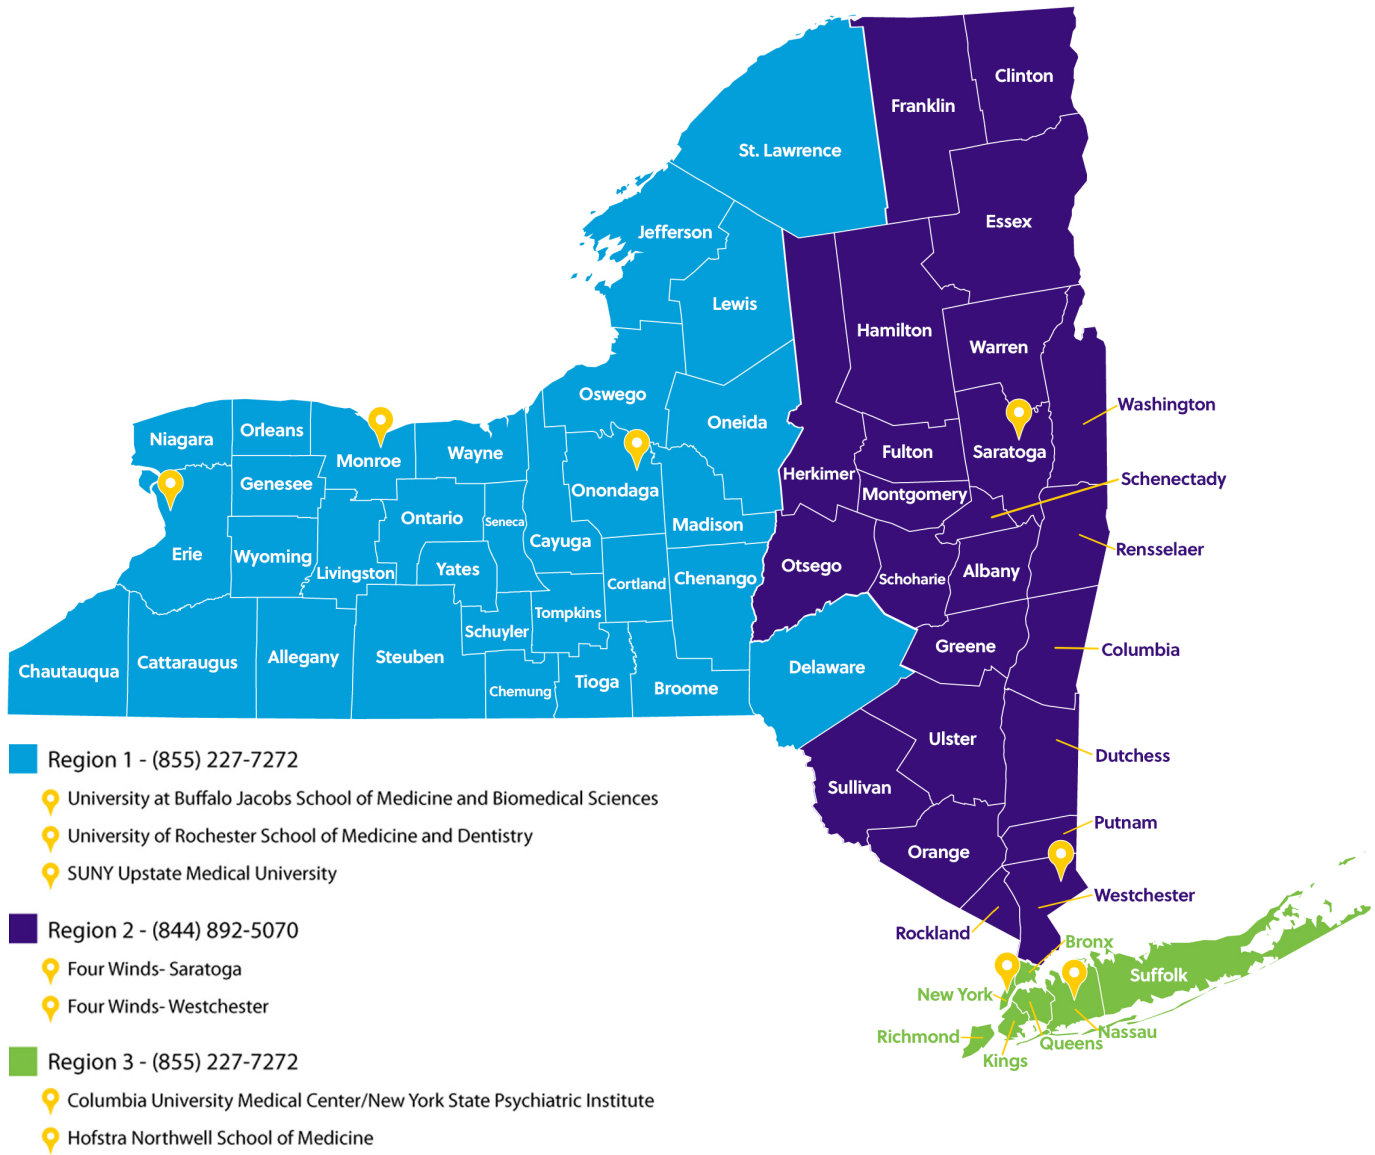 Clinton
Franklin
St. Lawrence
Essex
Jefferson
Lewis
Hamilton
Warren
Oswego
Washington
Oneida
Orleans
Niagara
Saratoga
Fulton
Wayne
Monroe
Herkimer
Schenectady
Genesee
Onondaga
Montgomery
Ontario
Seneca
Madison
Cayuga
Rensselaer
Erie
Wyoming
Otsego
Yates
Livingston
Albany
Chenango
Schoharie
Cortland
Tompkins
Schuyler
Greene
Columbia
Steuben
Allegany
Cattaraugus
Delaware
Chautauqua
Tioga
Broome
Chemung
Ulster
Dutchess
Region 1 - (855) 227-7272
Sullivan
University at Buffalo Jacobs School of Medicine and Biomedical Sciences
Putnam
University of Rochester School of Medicine and Dentistry
Orange
SUNY Upstate Medical University
Westchester
Region 2 - (844) 892-5070
Rockland
Bronx
Four Winds- Saratoga
Suffolk
New York
Four Winds- Westchester
Nassau
Richmond
Queens
Kings
Region 3 - (855) 227-7272
Columbia University Medical Center/New York State Psychiatric Institute
Hofstra Northwell School of Medicine